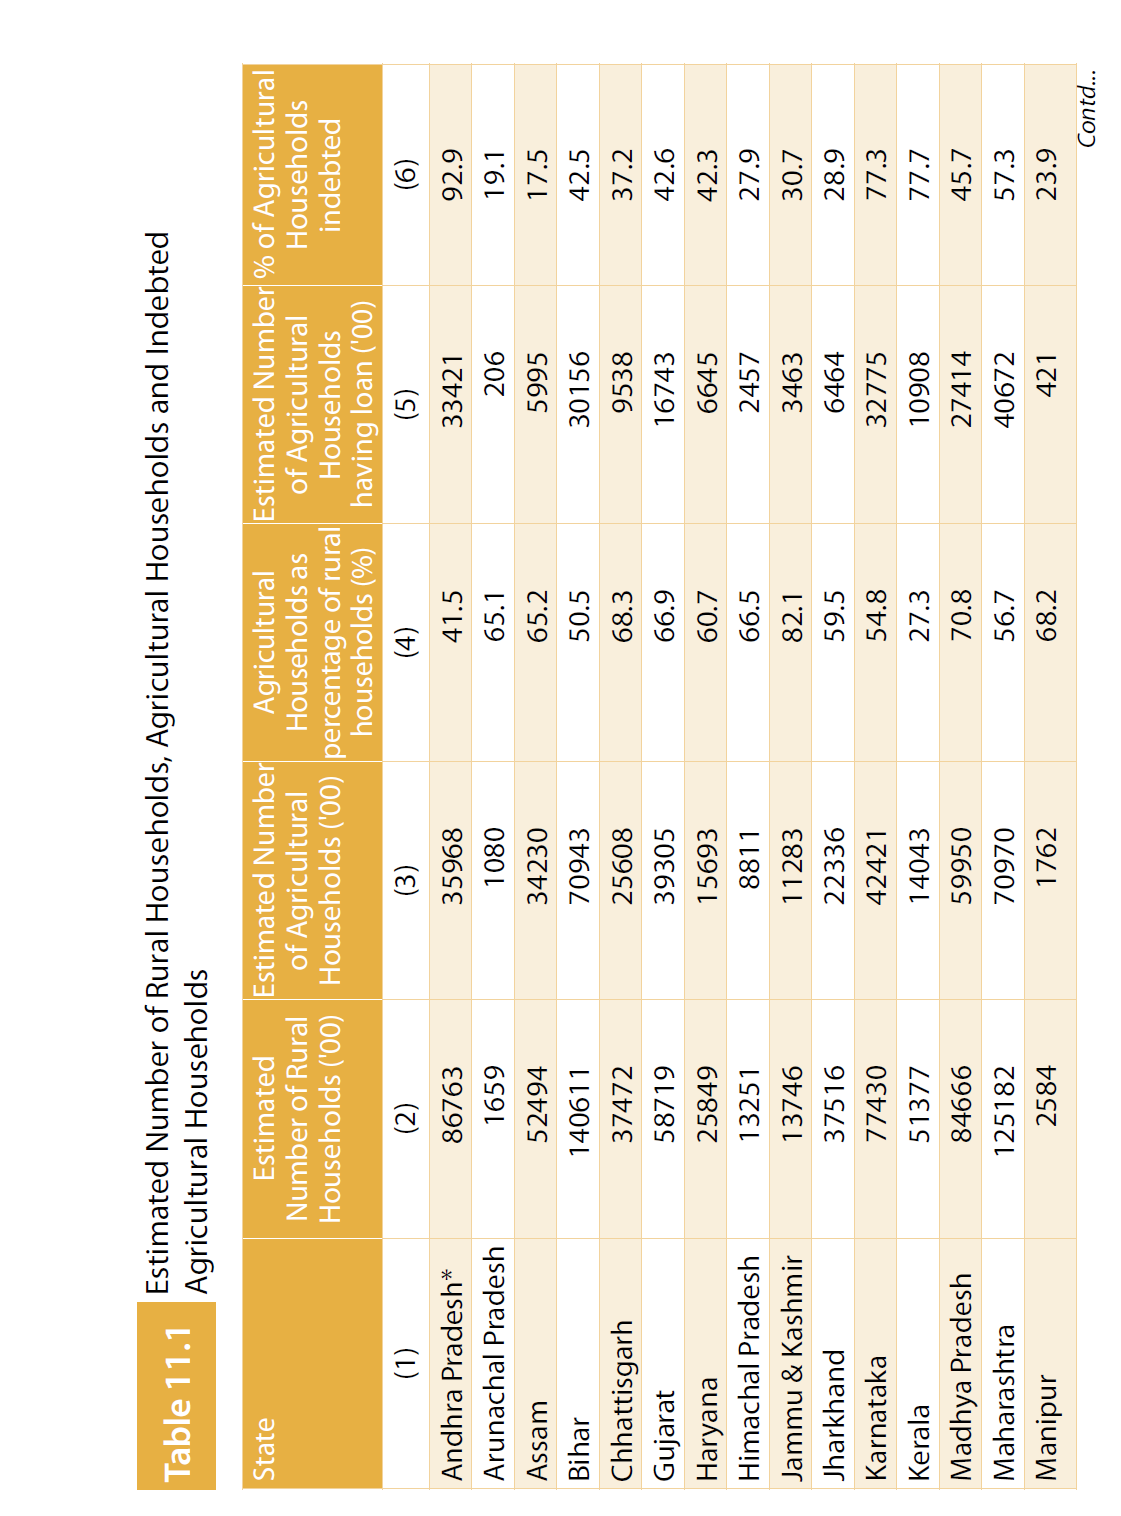 Table 11.1 Estimated Number of Rural Households, Agricultural Households and Indebted
Agricultural Households
State Estimated Number of Rural Households ('00) Estimated Number of Agricultural Households ('00) Agricultural Households as percentage of rural households (%) Estimated Number of Agricultural Households having loan ('00) % of Agricultural Households indebted
(1) (2) (3) (4) (5) (6)
Andhra Pradesh* 86763 35968 41.5 33421 92.9
Arunachal Pradesh 1659 1080 65.1 206 19.1
Assam 52494 34230 65.2 5995 17.5
Bihar 140611 70943 50.5 30156 42.5
Chhattisgarh 37472 25608 68.3 9538 37.2
Gujarat 58719 39305 66.9 16743 42.6
Haryana 25849 15693 60.7 6645 42.3
Himachal Pradesh 13251 8811 66.5 2457 27.9
Jammu & Kashmir 13746 11283 82.1 3463 30.7
Jharkhand 37516 22336 59.5 6464 28.9
Karnataka 77430 42421 54.8 32775 77.3
Kerala 51377 14043 27.3 10908 77.7
Madhya Pradesh 84666 59950 70.8 27414 45.7
Maharashtra 125182 70970 56.7 40672 57.3
Manipur 2584 1762 68.2 421 23.9
Contd...